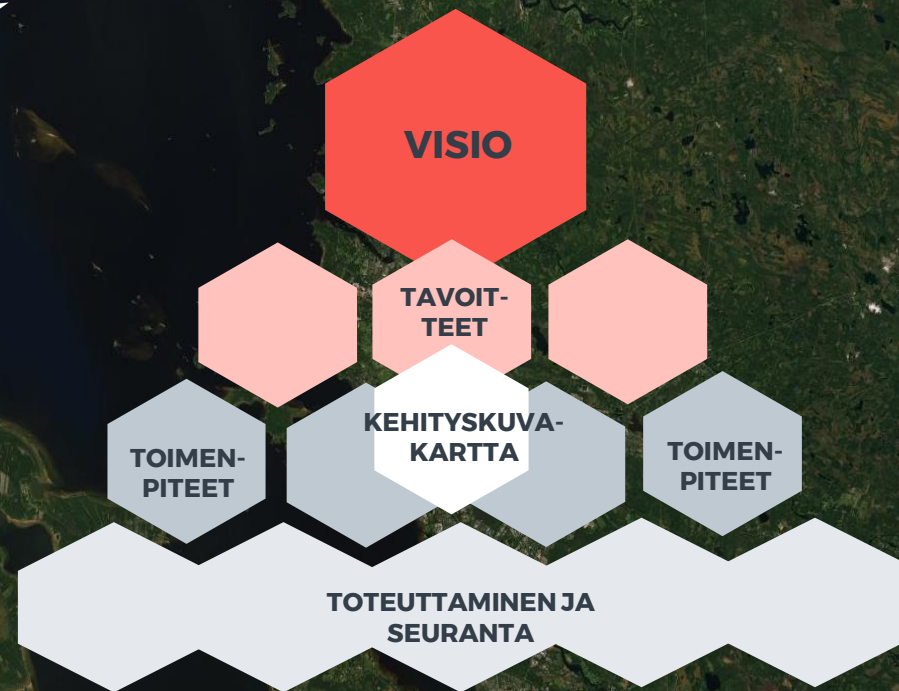 VISIO
TAVOIT-
TEET
KEHITYSKUVA-
KARTTA
TOIMEN-
PITEET
TOIMEN-
PITEET
TOTEUTTAMINEN JA
SEURANTA